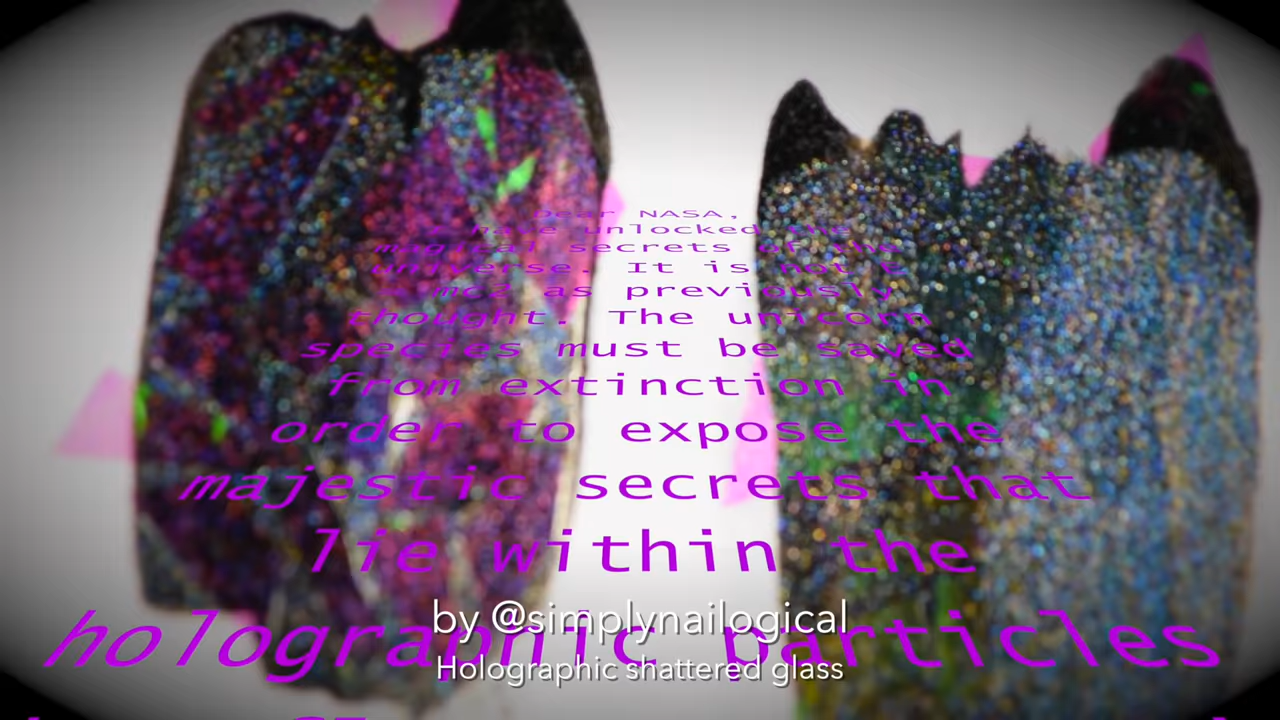 Dear NASA,
I have unlocked the
magical secrets of the
universe. It is not E
= mc2 as previously
thought. The unicorn
species must be saved
from extinction in
order to expose the
majestic secrets that
lie within the
holographic particles
by @simplynailogical
Holographic shattered glass